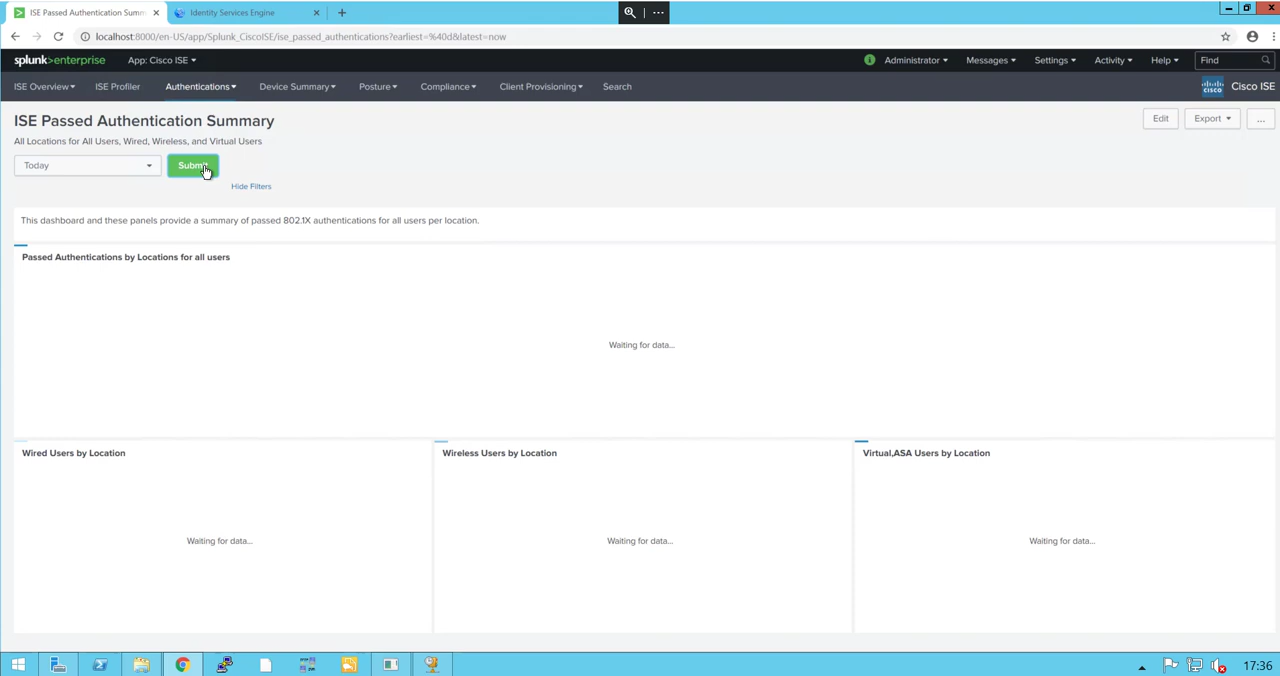 ISE Passed Authentication Summ
Identity Services Engine
localhost:8000/en-US/app/Splunk_CiscoISE/ise_passed_authentications?earliest=%40d&latest=now
splunk>enterprise App: Cisco ISE
Administrator Messages Settings Activity Help Find
ISE Overview ISE Profiler Authentications Device Summary Posture Compliance Client Provisioning Search
cisco Cisco ISE
ISE Passed Authentication Summary
Edit Export ...
All Locations for All Users, Wired, Wireless, and Virtual Users
Today Submit
Hide Filters
This dashboard and these panels provide a summary of passed 802.1X authentications for all users per location.
Passed Authentications by Locations for all users
Waiting for data...
Wired Users by Location
Waiting for data...
Wireless Users by Location
Waiting for data...
Virtual,ASA Users by Location
Waiting for data...
17:36